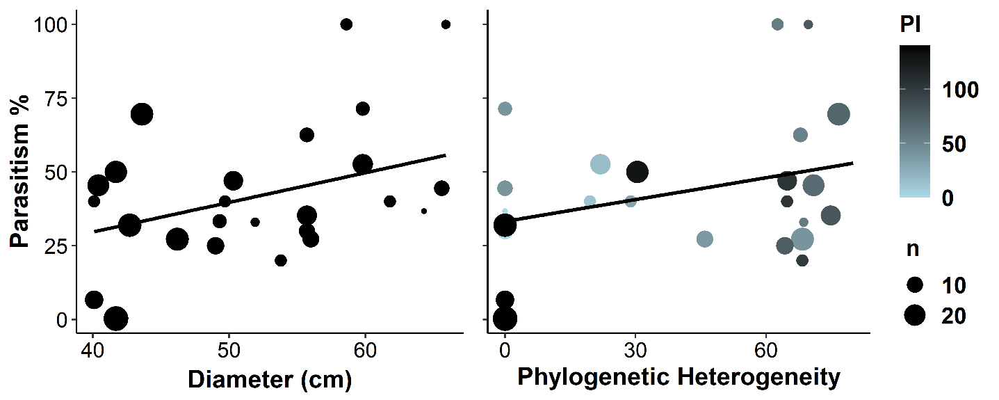 Parasitism %
100
75
50
25
0
40 50 60
Diameter (cm)
0 30 60
Phylogenetic Heterogeneity
PI
100
50
0
n
10
20